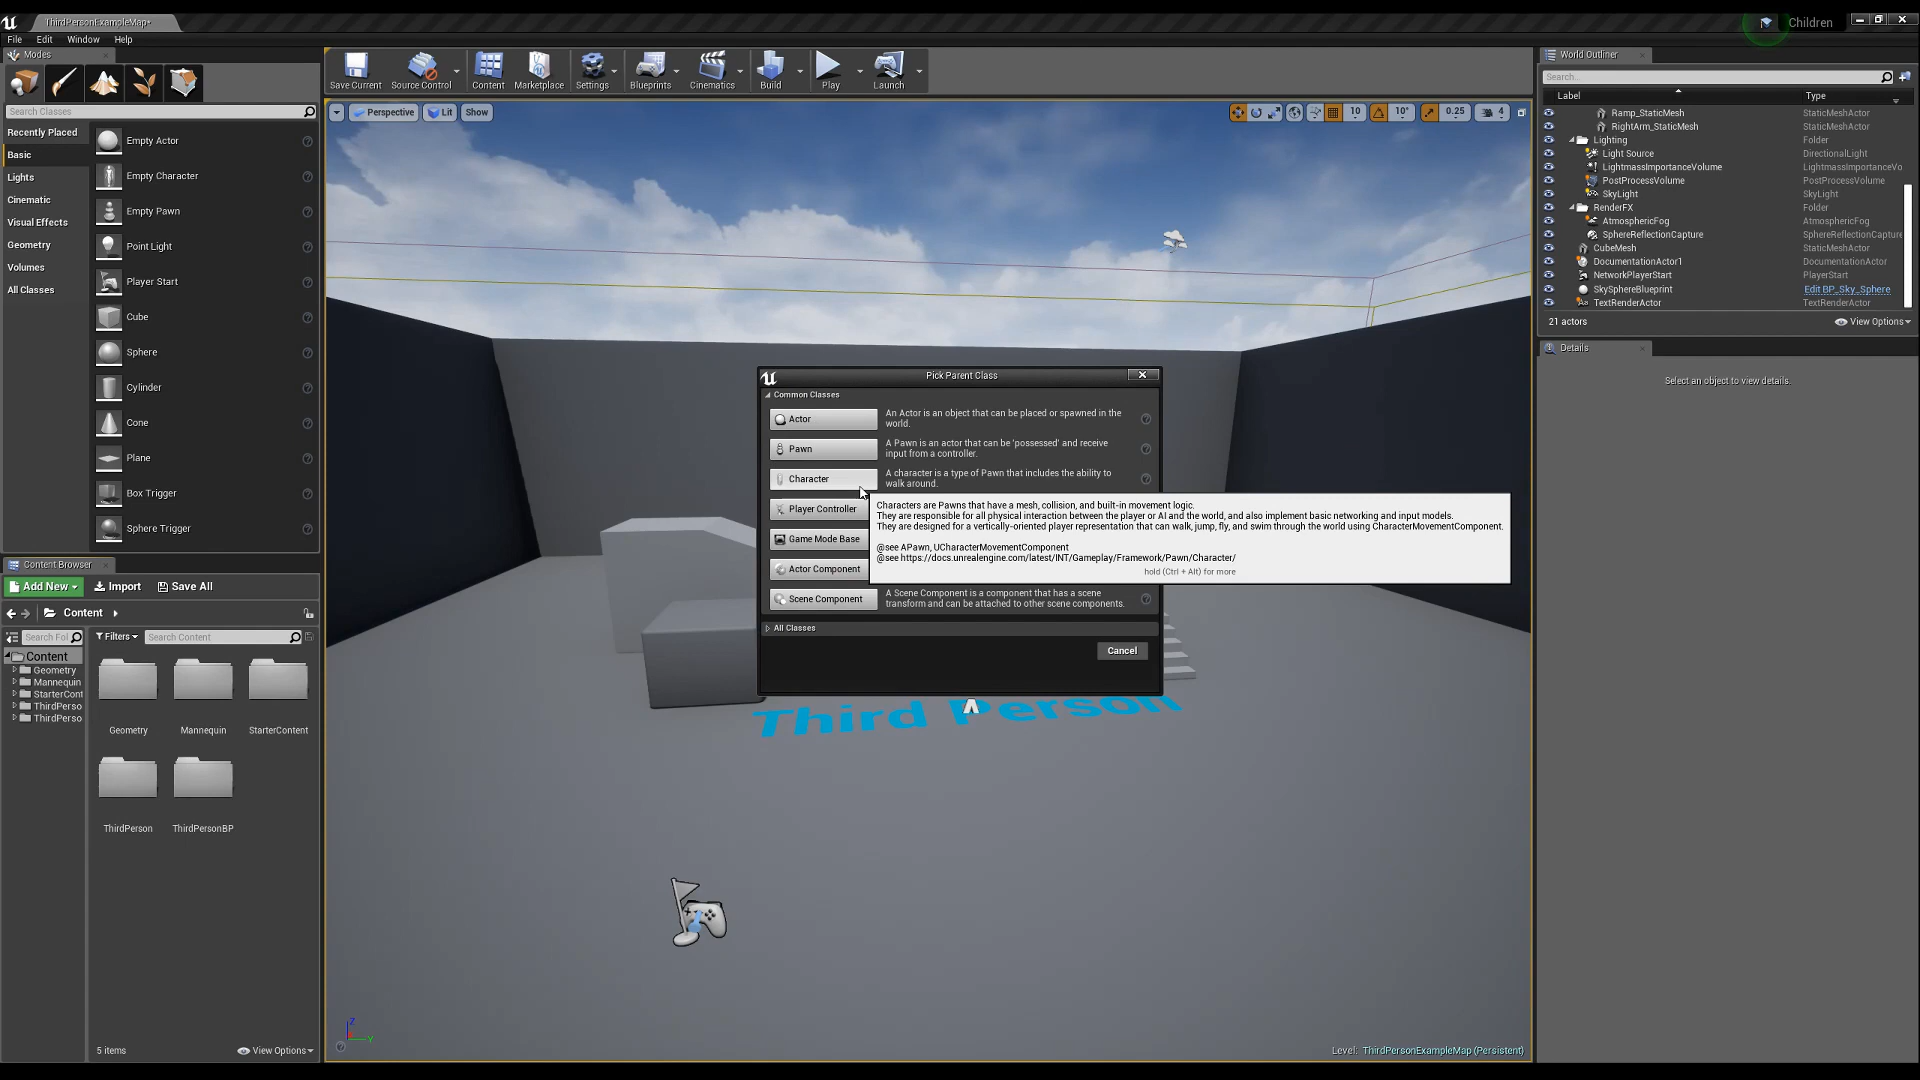 ThirdPersonExampleMap*
Children
File Edit Window Help
Modes
Search Classes
Recently Placed
Basic
Lights
Cinematic
Visual Effects
Geometry
Volumes
All Classes
Empty Actor
Empty Character
Empty Pawn
Point Light
Player Start
Cube
Sphere
Cylinder
Cone
Plane
Box Trigger
Sphere Trigger
Save Current
Source Control
Content
Marketplace
Settings
Blueprints
Cinematics
Build
Play
Launch
Perspective
Lit
Show
10
10°
0.25
4
World Outliner
Search..
Label Type
Ramp_StaticMesh StaticMeshActor
RightArm_StaticMesh StaticMeshActor
Lighting Folder
Light Source DirectionalLight
LightmassImportanceVolume LightmassImportanceVo
PostProcessVolume PostProcessVolume
SkyLight SkyLight
RenderFX Folder
AtmosphericFog AtmosphericFog
SphereReflectionCapture SphereReflectionCapture
CubeMesh StaticMeshActor
DocumentationActor1 DocumentationActor
NetworkPlayerStart PlayerStart
SkySphereBlueprint Edit BP_Sky_Sphere
TextRenderActor TextRenderActor
21 actors
View Options
Details
Select an object to view details.
Pick Parent Class
Common Classes
Actor
An Actor is an object that can be placed or spawned in the
world.
Pawn
A Pawn is an actor that can be 'possessed' and receive
input from a controller.
Character
A character is a type of Pawn that includes the ability to
walk around.
Player Controller
Game Mode Base
Actor Component
Scene Component
A Scene Component is a component that has a scene
transform and can be attached to other scene components.
All Classes
Cancel
Characters are Pawns that have a mesh, collision, and built-in movement logic.
They are responsible for all physical interaction between the player or AI and the world, and also implement basic networking and input models.
They are designed for a vertically-oriented player representation that can walk, jump, fly, and swim through the world using CharacterMovementComponent.
@see APawn, UCharacterMovementComponent
@see https://docs.unrealengine.com/latest/INT/Gameplay/Framework/Pawn/Character/
hold (Ctrl + Alt) for more
Third Person
Z
Y
Level: ThirdPersonExampleMap (Persistent)
Content Browser
Add New
Import
Save All
Content
Search Fol
Filters
Search Content
Content
Geometry
Mannequin
StarterCont
ThirdPerso
ThirdPerso
Geometry
Mannequin
StarterContent
ThirdPerson
ThirdPersonBP
5 items
View Options